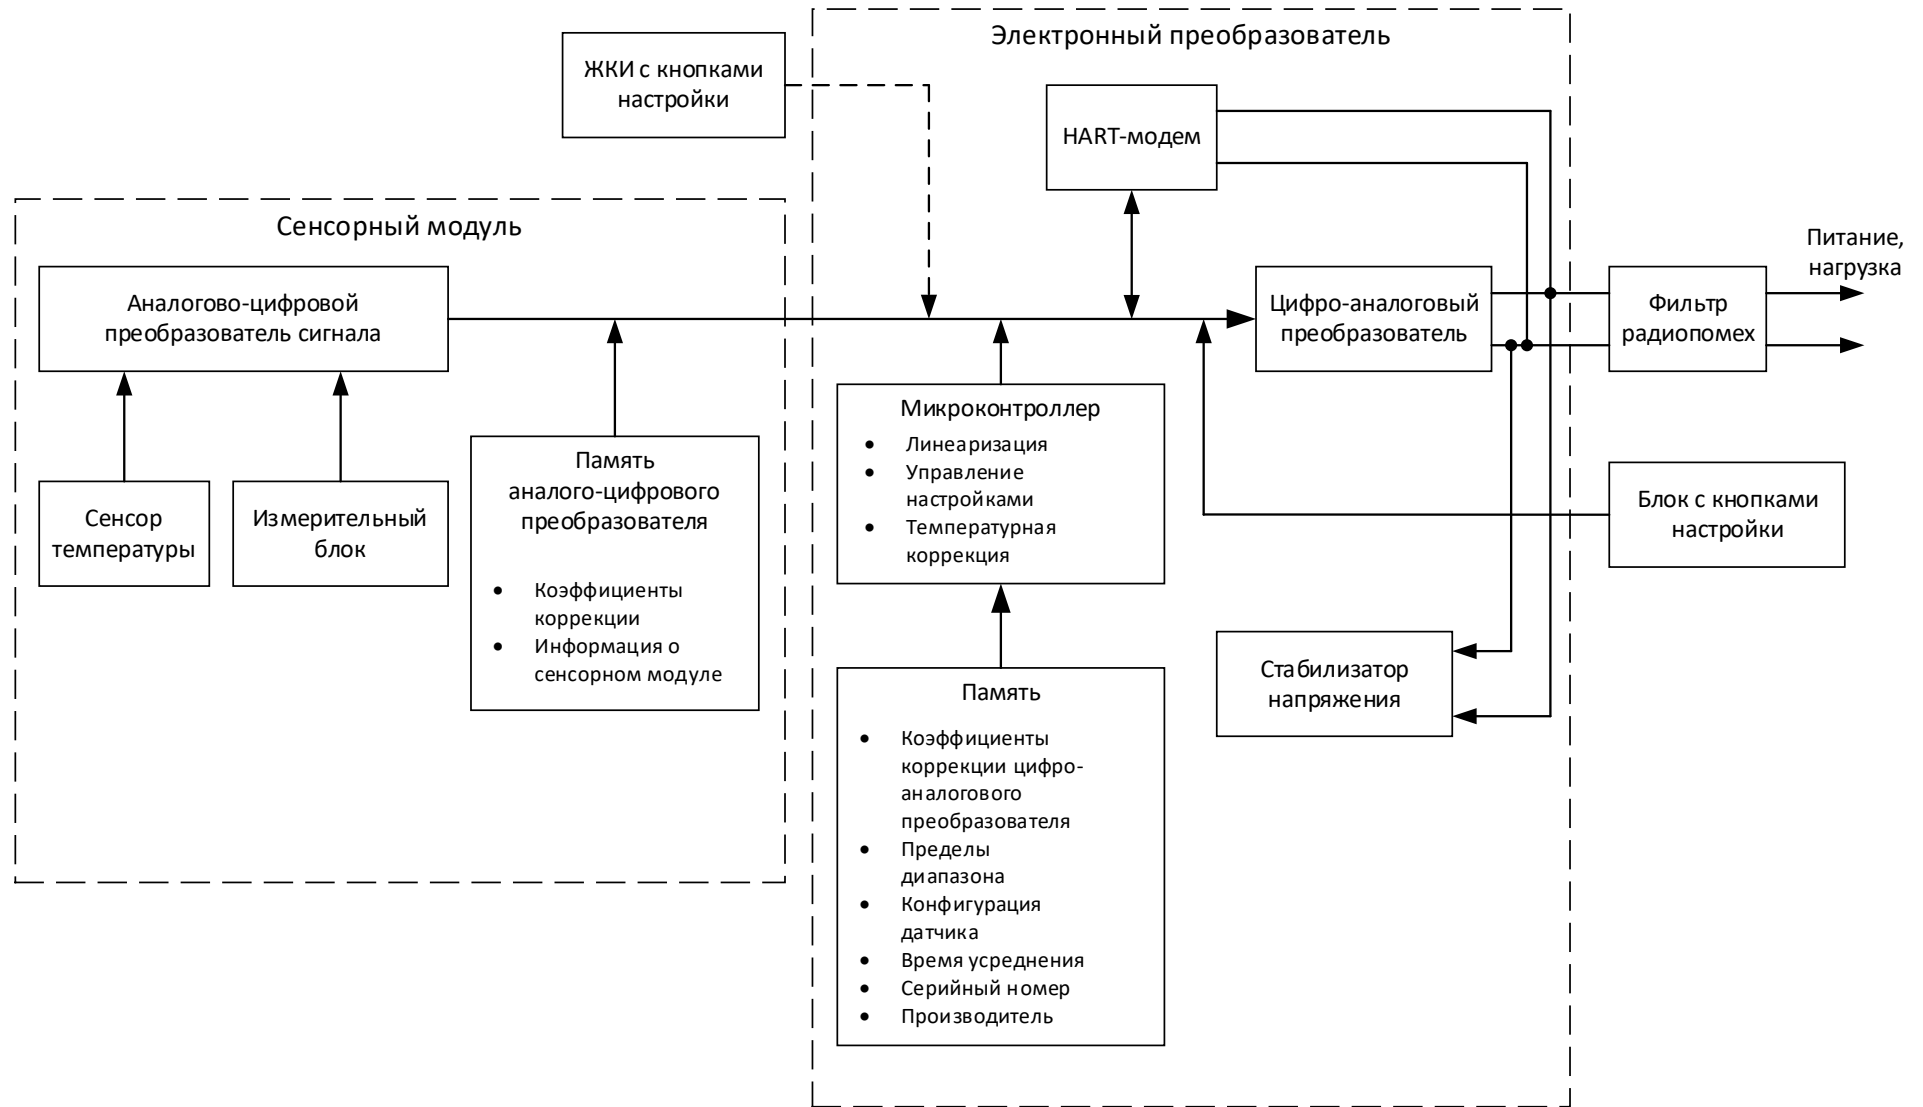 Электронный преобразователь
ЖКИ с кнопками
настройки
HART-модем
Сенсорный модуль
Аналогово-цифровой
преобразователь сигнала
Цифро-аналоговый
преобразователь
Фильтр
радиопомех
Питание,
нагрузка
Сенсор
температуры
Измерительный
блок
Память
аналого-цифрового
преобразователя
• Коэффициенты
коррекции
• Информация о
сенсорном модуле
Микроконтроллер
• Линеаризация
• Управление
настройками
• Температурная
коррекция
Блок с кнопками
настройки
Стабилизатор
напряжения
Память
• Коэффициенты
коррекции цифро-
аналогового
преобразователя
• Пределы
диапазона
• Конфигурация
датчика
• Время усреднения
• Серийный номер
• Производитель